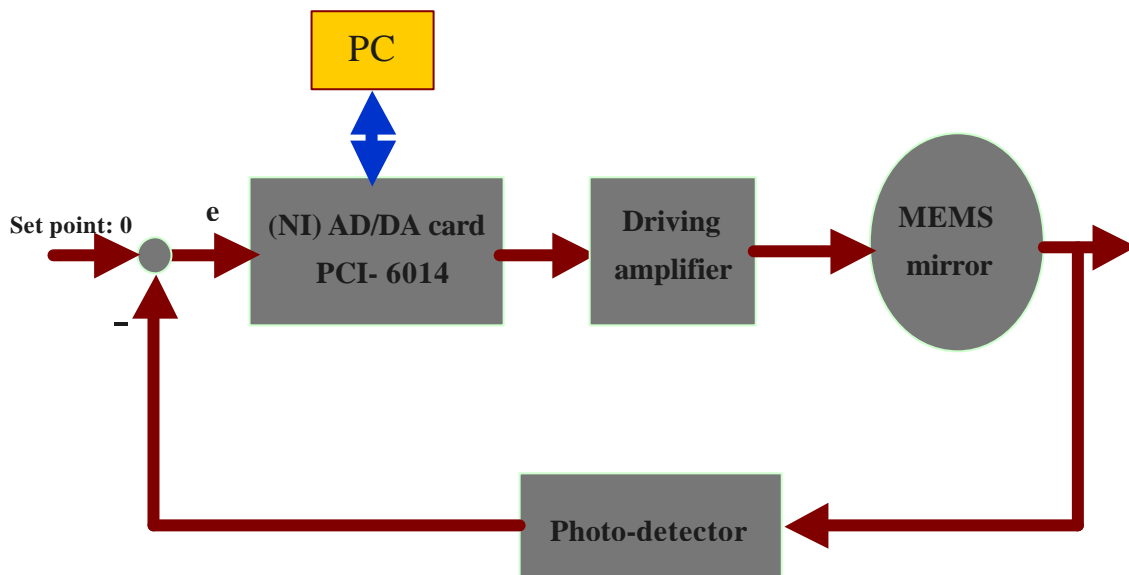 PC
Set point: 0
e
(NI) AD/DA card
PCI- 6014
Driving
amplifier
MEMS
mirror
–
Photo-detector